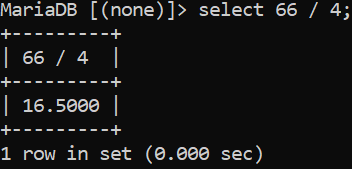 MariaDB [(none)]> select 66 / 4;
+---------+
| 66 / 4  |
+---------+
| 16.5000 |
+---------+
1 row in set (0.000 sec)